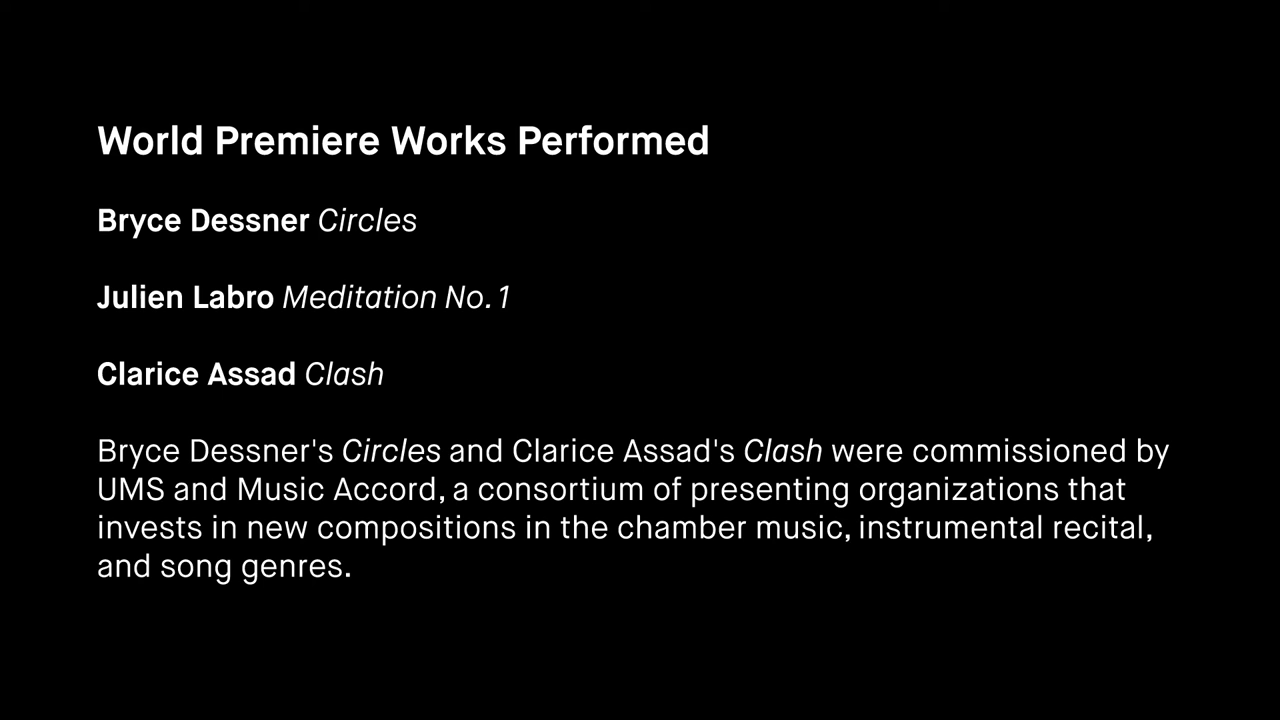 World Premiere Works Performed
Bryce Dessner Circles
Julien Labro Meditation No. 1
Clarice Assad Clash
Bryce Dessner's Circles and Clarice Assad's Clash were commissioned by
UMS and Music Accord, a consortium of presenting organizations that
invests in new compositions in the chamber music, instrumental recital,
and song genres.